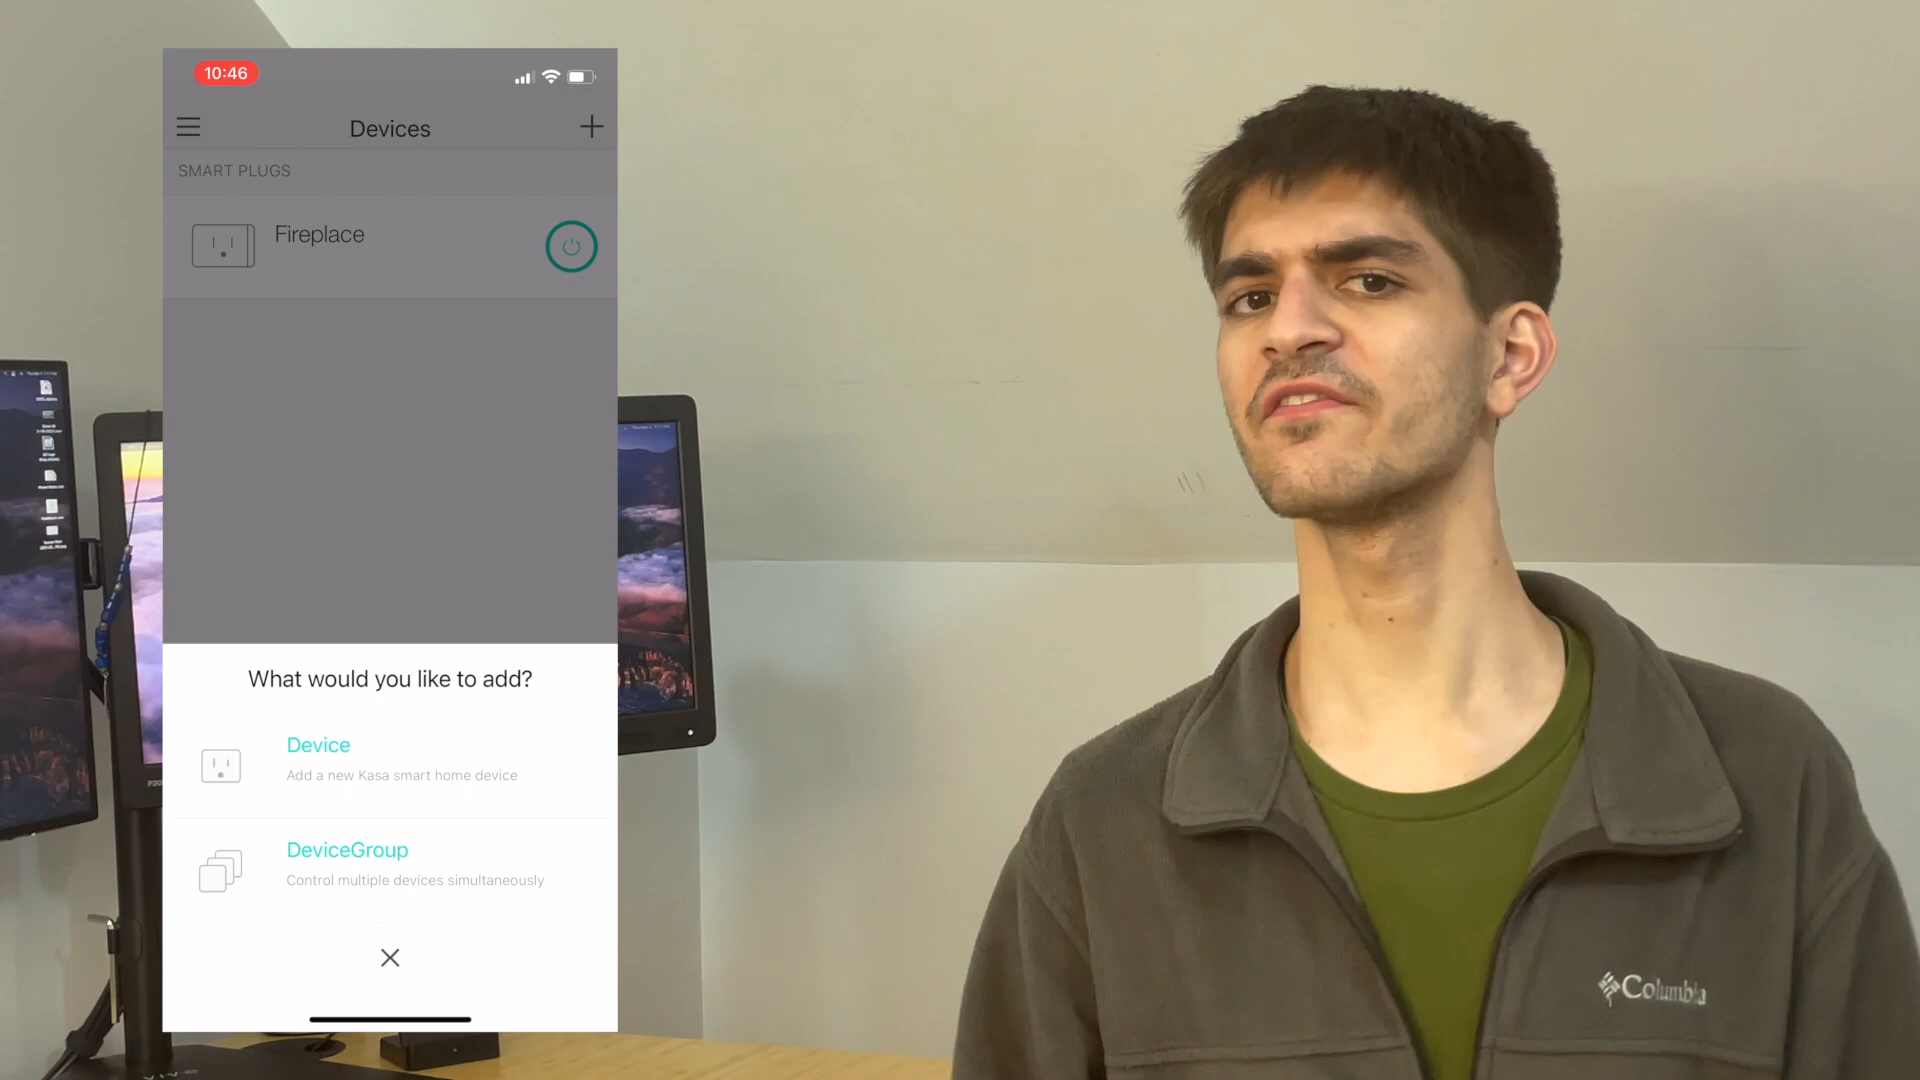 10:46
Devices
SMART PLUGS
Fireplace
What would you like to add?
Device
Add a new Kasa smart home device
DeviceGroup
Control multiple devices simultaneously
Columbia